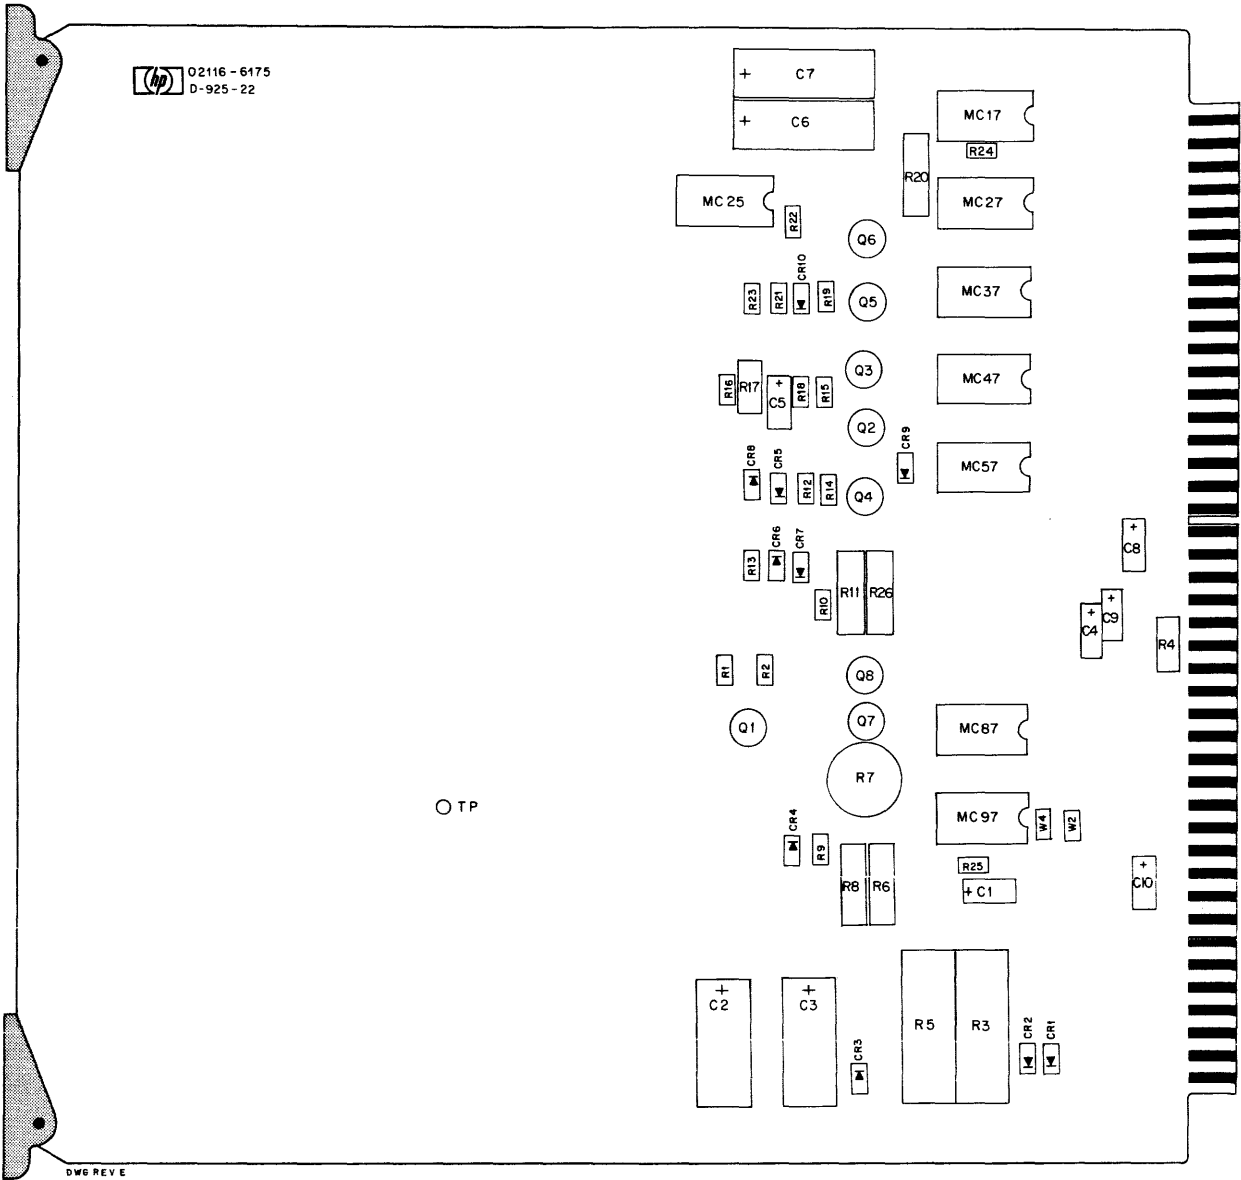 hp 02116-6175
D-925-22
+ C7
+ C6
MC17
R24
R20
MC25
R22
MC27
Q6
CR10
R23
R21
R19
Q5
MC37
Q3
MC47
R16
R17
+
C5
R18
R15
Q2
CR9
CR8
CR5
R12
R14
Q4
MC57
+
C8
CR6
CR7
R13
R10
R11
R26
+
C9
+
C4
R4
R1
R2
Q8
Q1
Q7
MC87
R7
TP
CR4
R9
MC97
W4
W2
R25
R8
R6
+ C1
+
C10
+
C2
+
C3
CR3
R5
R3
CR2
CR1
DWG REV E